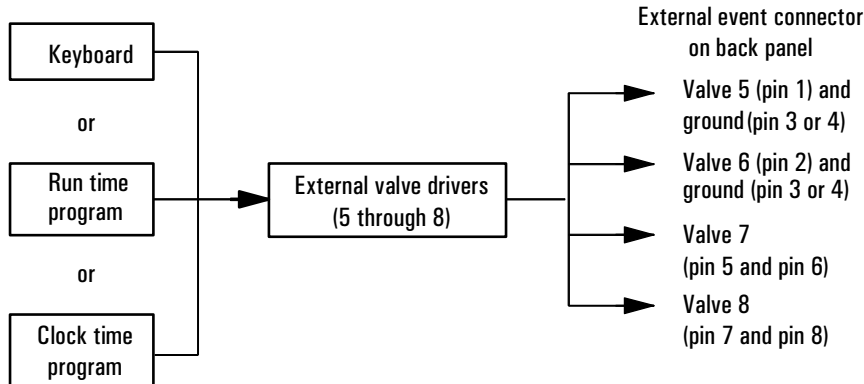 Keyboard
or
Run time
program
or
Clock time
program
External valve drivers
(5 through 8)
External event connector
on back panel
Valve 5 (pin 1) and
ground (pin 3 or 4)
Valve 6 (pin 2) and
ground (pin 3 or 4)
Valve 7
(pin 5 and pin 6)
Valve 8
(pin 7 and pin 8)